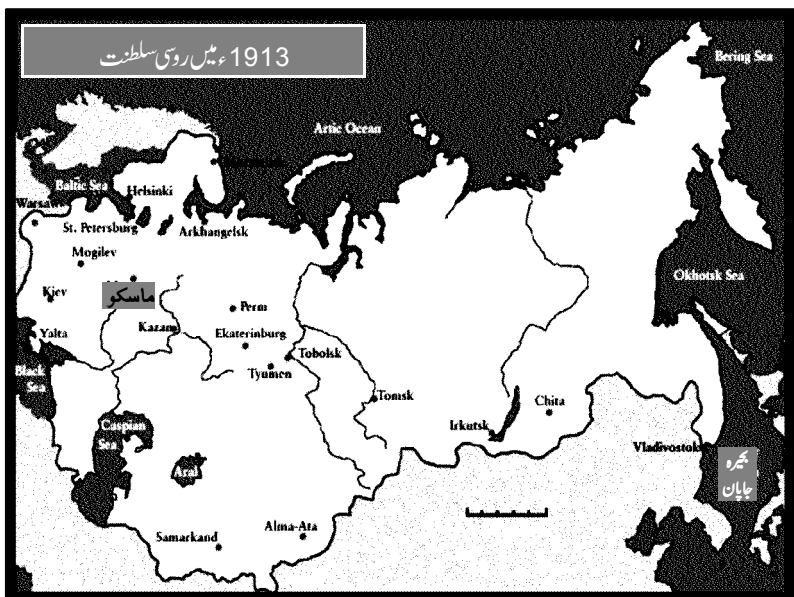 1913ء میں روسی سلطنت
Bering Sea
Artic Ocean
Baltic Sea
Helsinki
Warsaw
St. Petersburg
Arkhangelsk
Mogilev
Okhotsk Sea
Kiev
ماسکو
Perm
Kazan
Ekaterinburg
Yalta
Tobolsk
Tyumen
Black
Sea
Tomsk
Chita
Irkutsk
Caspian
Sea
Vladivostok
بحیرہ
جاپان
Aral
Alma-Ata
Samarkand